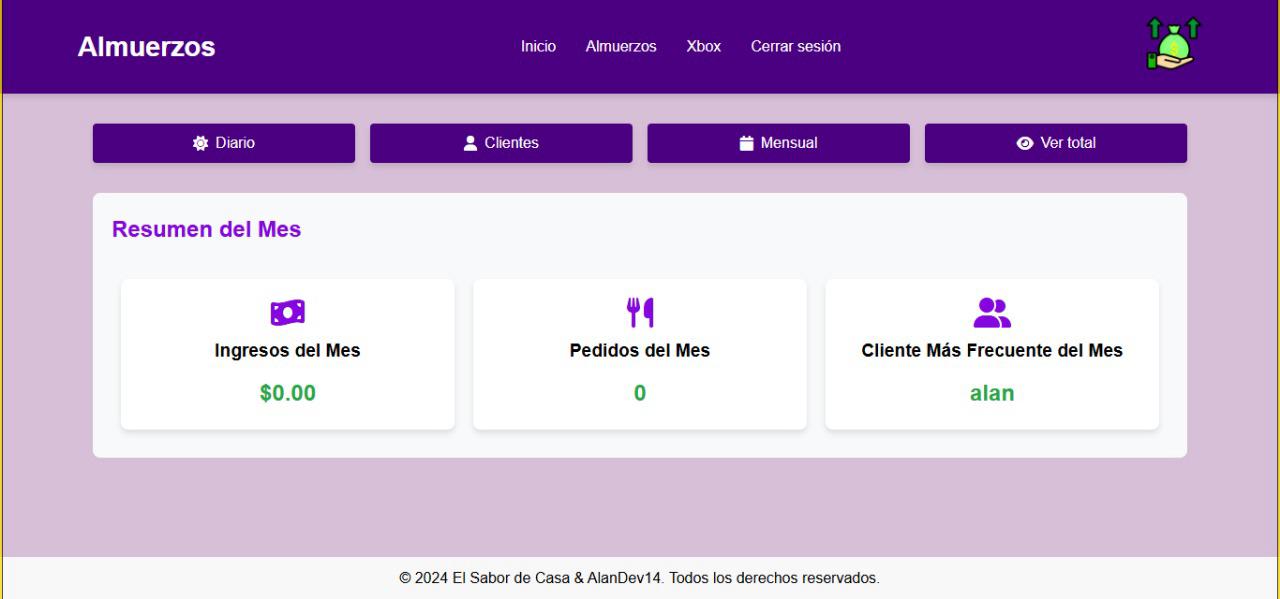 Almuerzos
Inicio Almuerzos Xbox Cerrar sesión
Diario Clientes Mensual Ver total
Resumen del Mes
Ingresos del Mes Pedidos del Mes Cliente Más Frecuente del Mes
$0.00 0 alan
© 2024 El Sabor de Casa & AlanDev14. Todos los derechos reservados.